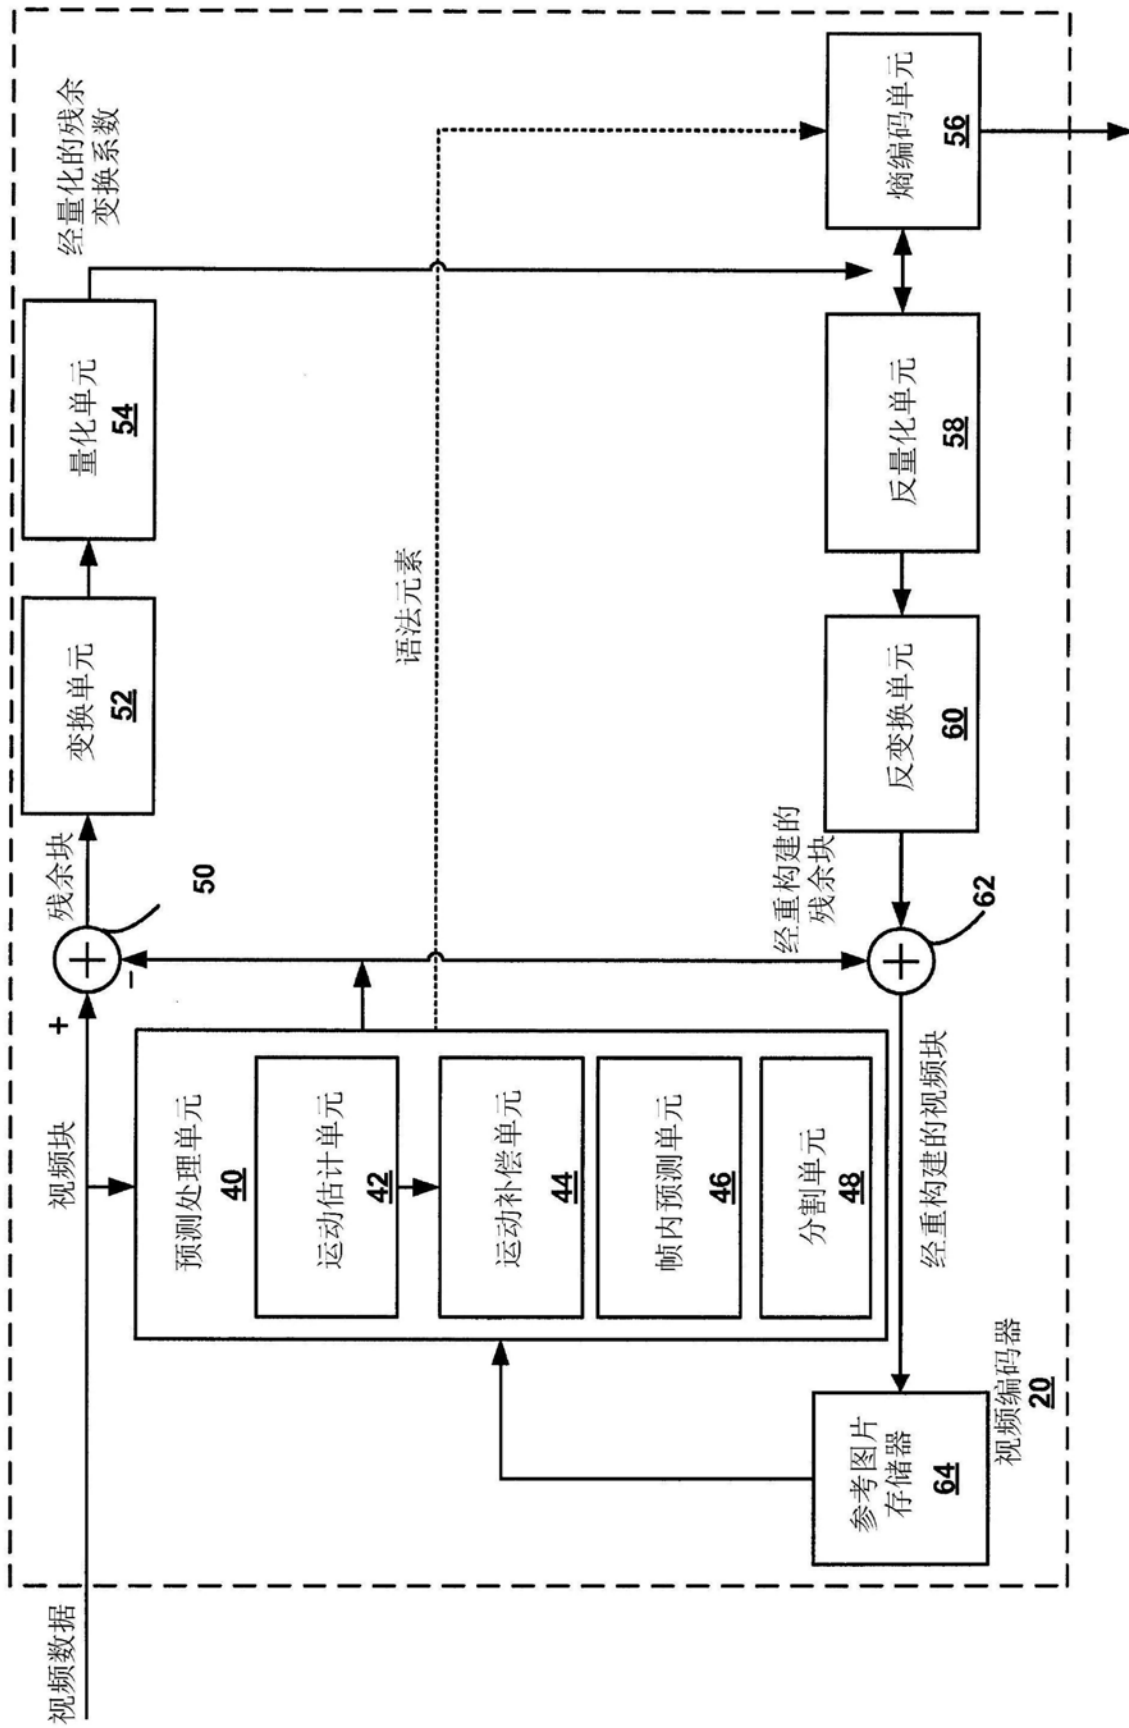 视频数据
视频块
+
-
残余块
50
变换单元
52
量化单元
54
经量化的残余
变换系数
预测处理单元
40
运动估计单元
42
运动补偿单元
44
帧内预测单元
46
分割单元
48
语法元素
经重构建的
残余块
62
反变换单元
60
反量化单元
58
熵编码单元
56
经重构建的视频块
参考图片
存储器
64
视频编码器
20